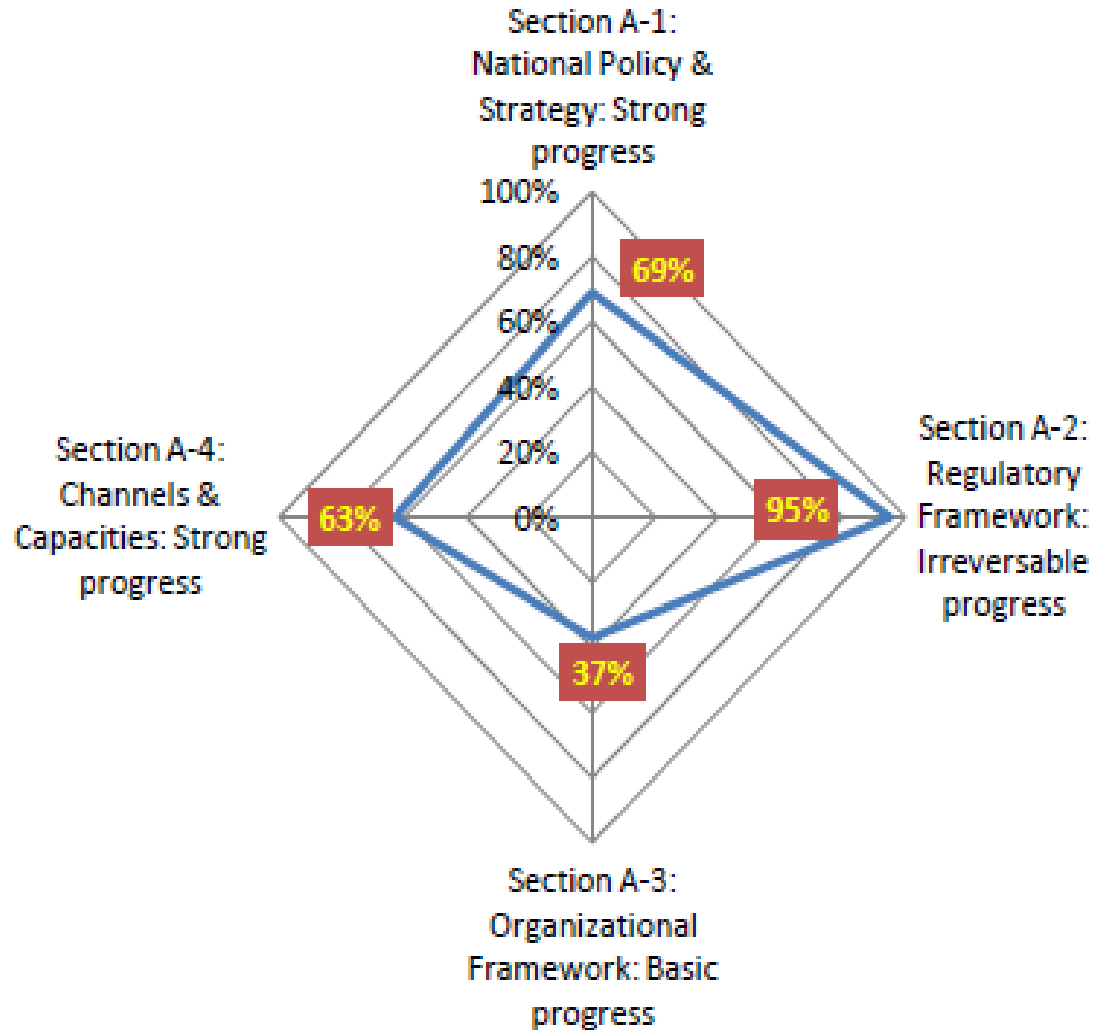 Section A-1:
National Policy &
Strategy: Strong
progress
100%
80%
69%
60%
40%
20%
0%
Section A-2:
Regulatory
Framework:
Irreversable
progress
95%
Section A-4:
Channels &
Capacities: Strong
progress
63%
37%
Section A-3:
Organizational
Framework: Basic
progress